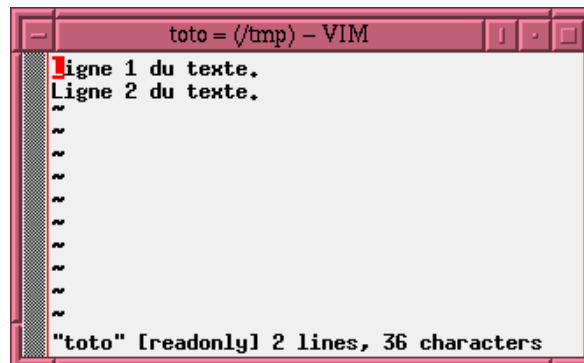 toto = (/tmp) – VIM
Ligne 1 du texte.
Ligne 2 du texte.
~
~
~
~
~
~
~
~
~
"toto" [readonly] 2 lines, 36 characters